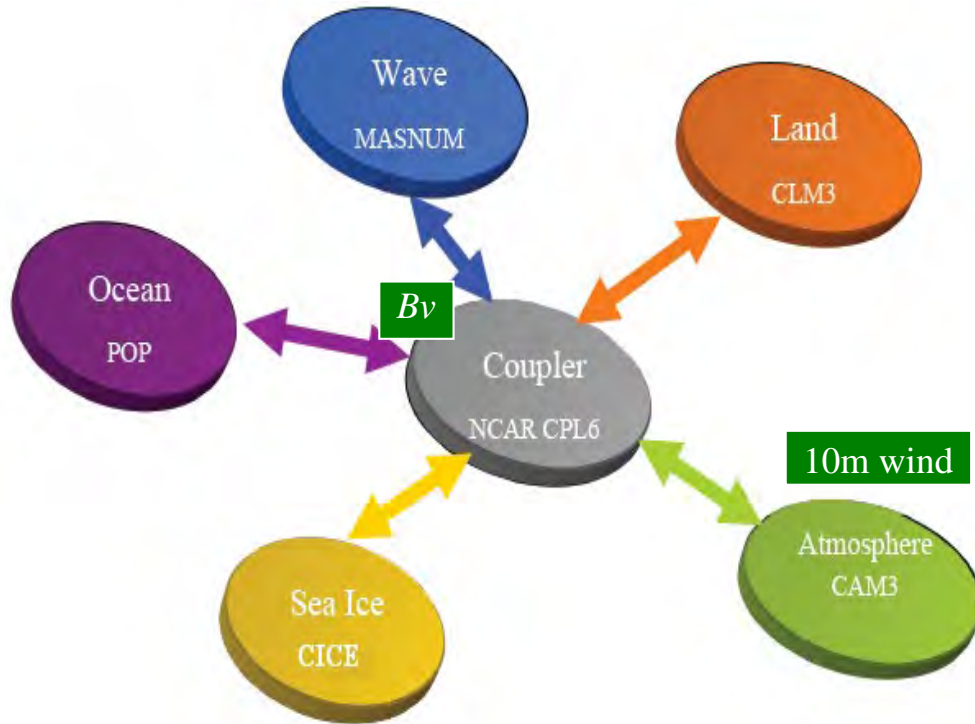 Wave
MASNUM
Land
CLM3
Ocean
POP
Bv
Coupler
NCAR CPL6
10m wind
Atmosphere
CAM3
Sea Ice
CICE